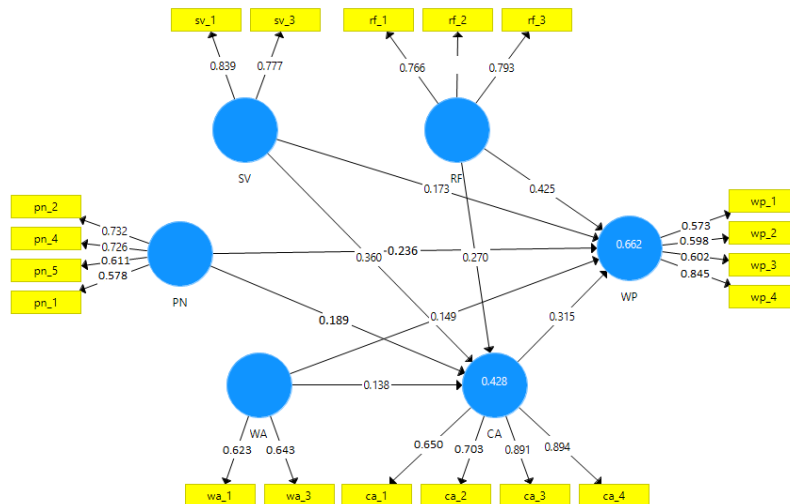 sv_1 sv_3 rf_1 rf_2 rf_3
0.839 0.777 0.766 0.793
SV RF
0.173 0.425
pn_2
pn_4
pn_5
pn_1
0.732
0.726
0.611
0.578
PN
-0.236
0.360 0.270
0.662
WP
0.573
0.598
0.602
0.845
wp_1
wp_2
wp_3
wp_4
0.189 0.149 0.315
0.138
0.428
WA CA
0.623 0.643 0.650 0.703 0.891 0.894
wa_1 wa_3 ca_1 ca_2 ca_3 ca_4